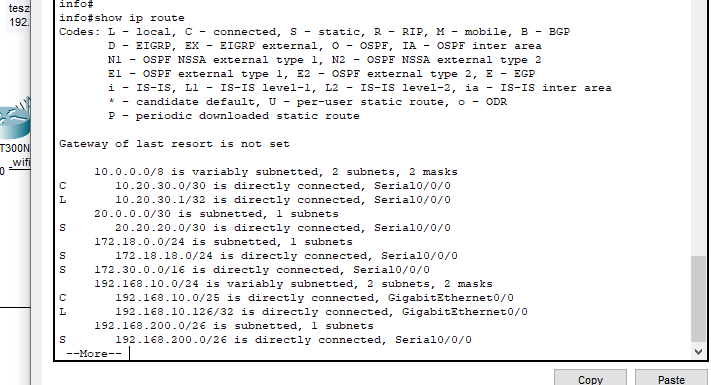 tesz
192.
T300N
_wifi
0
info#
info#show ip route
Codes: L - local, C - connected, S - static, R - RIP, M - mobile, B - BGP
D - EIGRP, EX - EIGRP external, O - OSPF, IA - OSPF inter area
N1 - OSPF NSSA external type 1, N2 - OSPF NSSA external type 2
E1 - OSPF external type 1, E2 - OSPF external type 2, E - EGP
i - IS-IS, L1 - IS-IS level-1, L2 - IS-IS level-2, ia - IS-IS inter area
* - candidate default, U - per-user static route, o - ODR
P - periodic downloaded static route
Gateway of last resort is not set
10.0.0.0/8 is variably subnetted, 2 subnets, 2 masks
C 10.20.30.0/30 is directly connected, Serial0/0/0
L 10.20.30.1/32 is directly connected, Serial0/0/0
20.0.0.0/30 is subnetted, 1 subnets
S 20.20.20.0/30 is directly connected, Serial0/0/0
172.18.0.0/24 is subnetted, 1 subnets
S 172.18.18.0/24 is directly connected, Serial0/0/0
S 172.30.0.0/16 is directly connected, Serial0/0/0
192.168.10.0/24 is variably subnetted, 2 subnets, 2 masks
C 192.168.10.0/25 is directly connected, GigabitEthernet0/0
L 192.168.10.126/32 is directly connected, GigabitEthernet0/0
192.168.200.0/26 is subnetted, 1 subnets
S 192.168.200.0/26 is directly connected, Serial0/0/0
--More--
Copy
Paste